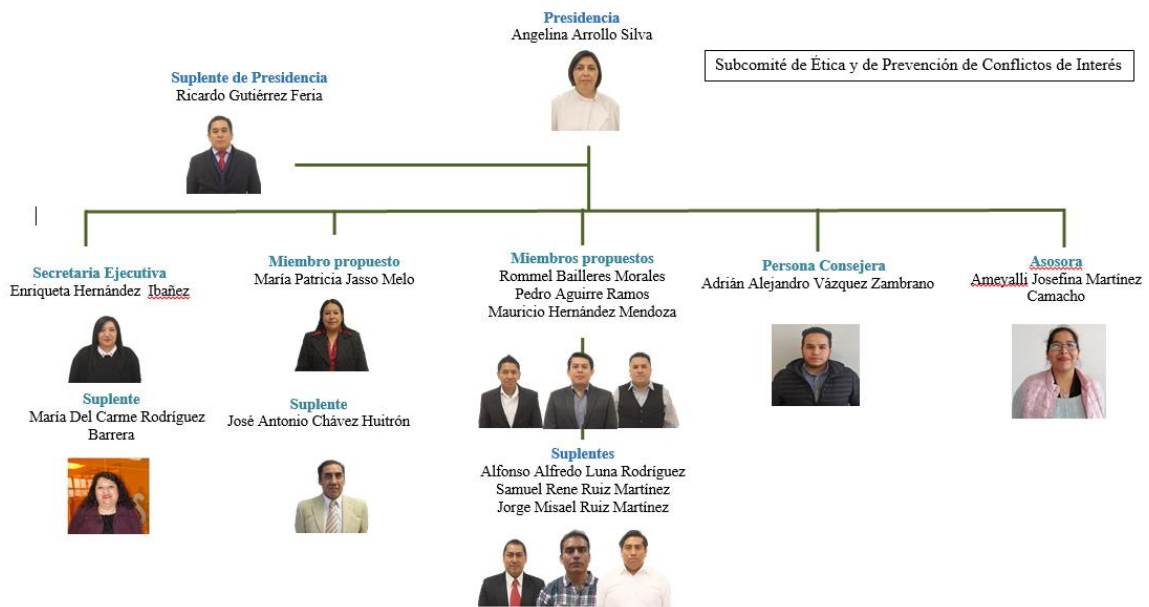 Presidencia
Angelina Arrollo Silva
Subcomité de Ética y de Prevención de Conflictos de Interés
Suplente de Presidencia
Ricardo Gutiérrez Feria
Secretaria Ejecutiva
Enriqueta Hernández Ibañez
Suplente
María Del Carme Rodríguez
Barrera
Miembro propuesto
María Patricia Jasso Melo
Suplente
José Antonio Chávez Huitrón
Miembros propuestos
Rommel Bailleres Morales
Pedro Aguirre Ramos
Mauricio Hernández Mendoza
Suplentes
Alfonso Alfredo Luna Rodríguez
Samuel Rene Ruiz Martínez
Jorge Misael Ruiz Martínez
Persona Consejera
Adrián Alejandro Vázquez Zambrano
Asosora
Ameyalli Josefina Martínez
Camacho